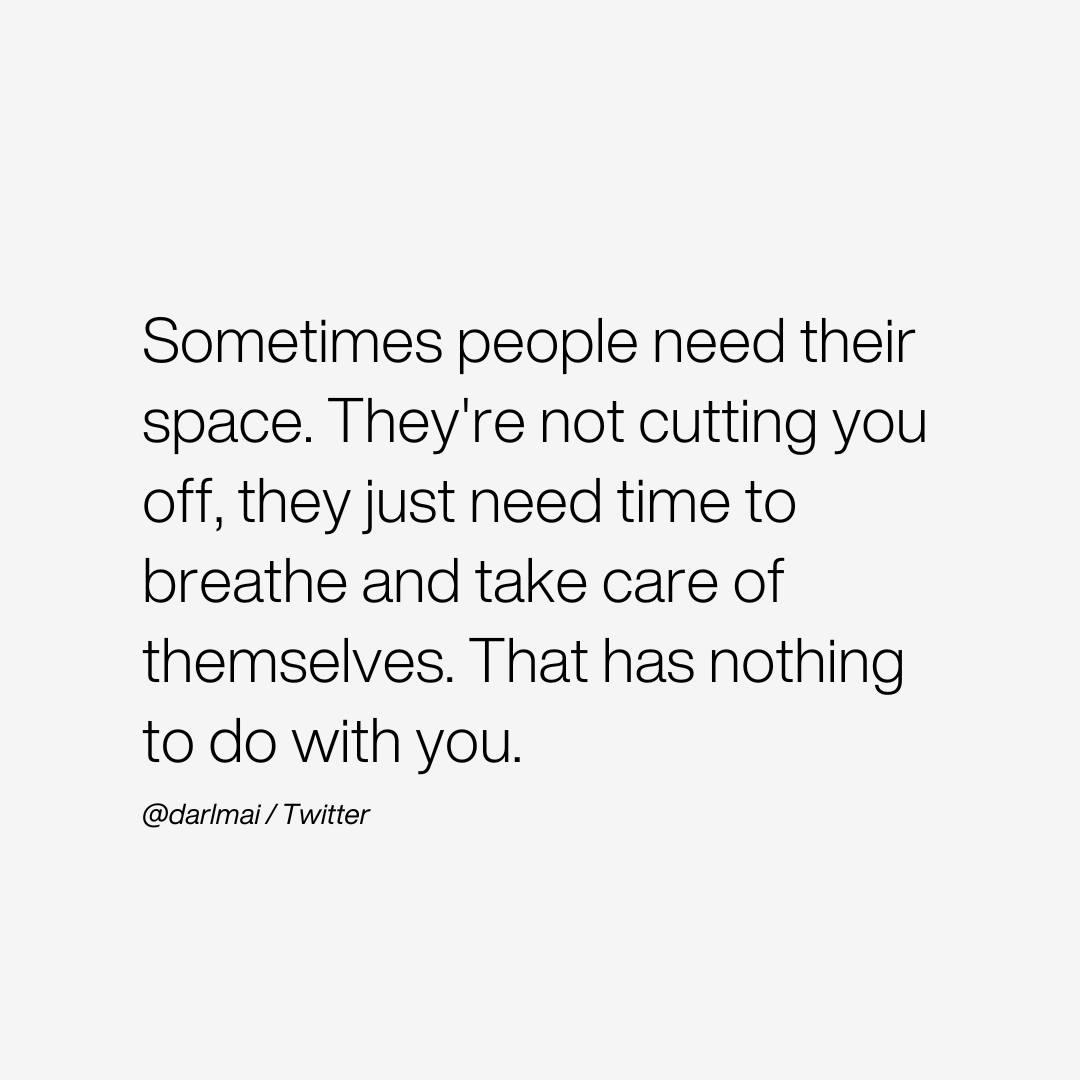 Sometimes people need their
space. They're not cutting you
off, they just need time to
breathe and take care of
themselves. That has nothing
to do with you.
@darlmai / Twitter